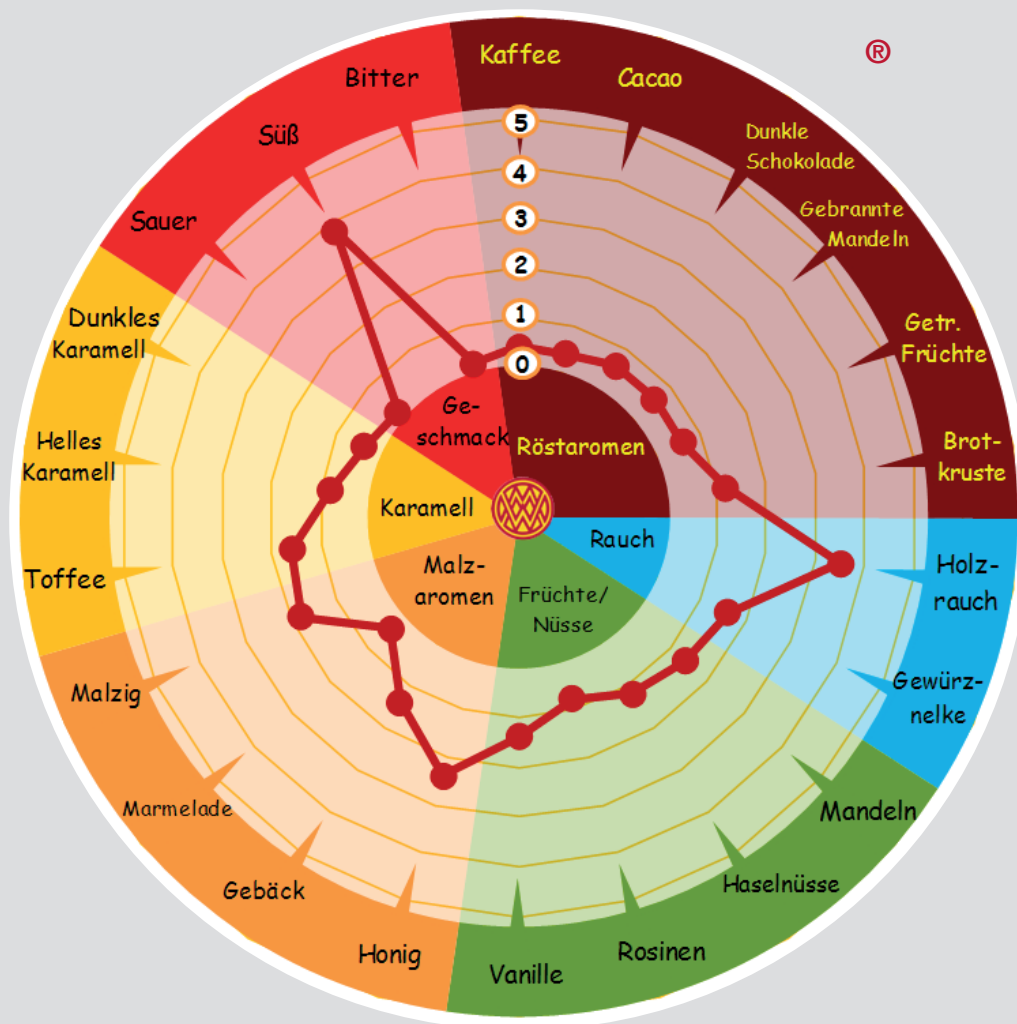 ®
Kaffee
Cacao
Dunkle
Schokolade
Gebrannte
Mandeln
Getr.
Früchte
Brot-
kruste
Holz-
rauch
Gewürz-
nelke
Mandeln
Haselnüsse
Rosinen
Vanille
Honig
Gebäck
Marmelade
Malzig
Toffee
Helles
Karamell
Dunkles
Karamell
Sauer
Süß
Bitter
5
4
3
2
1
0
Ge-
schmack
Röstaromen
Karamell
Rauch
Malz-
aromen
Früchte/
Nüsse